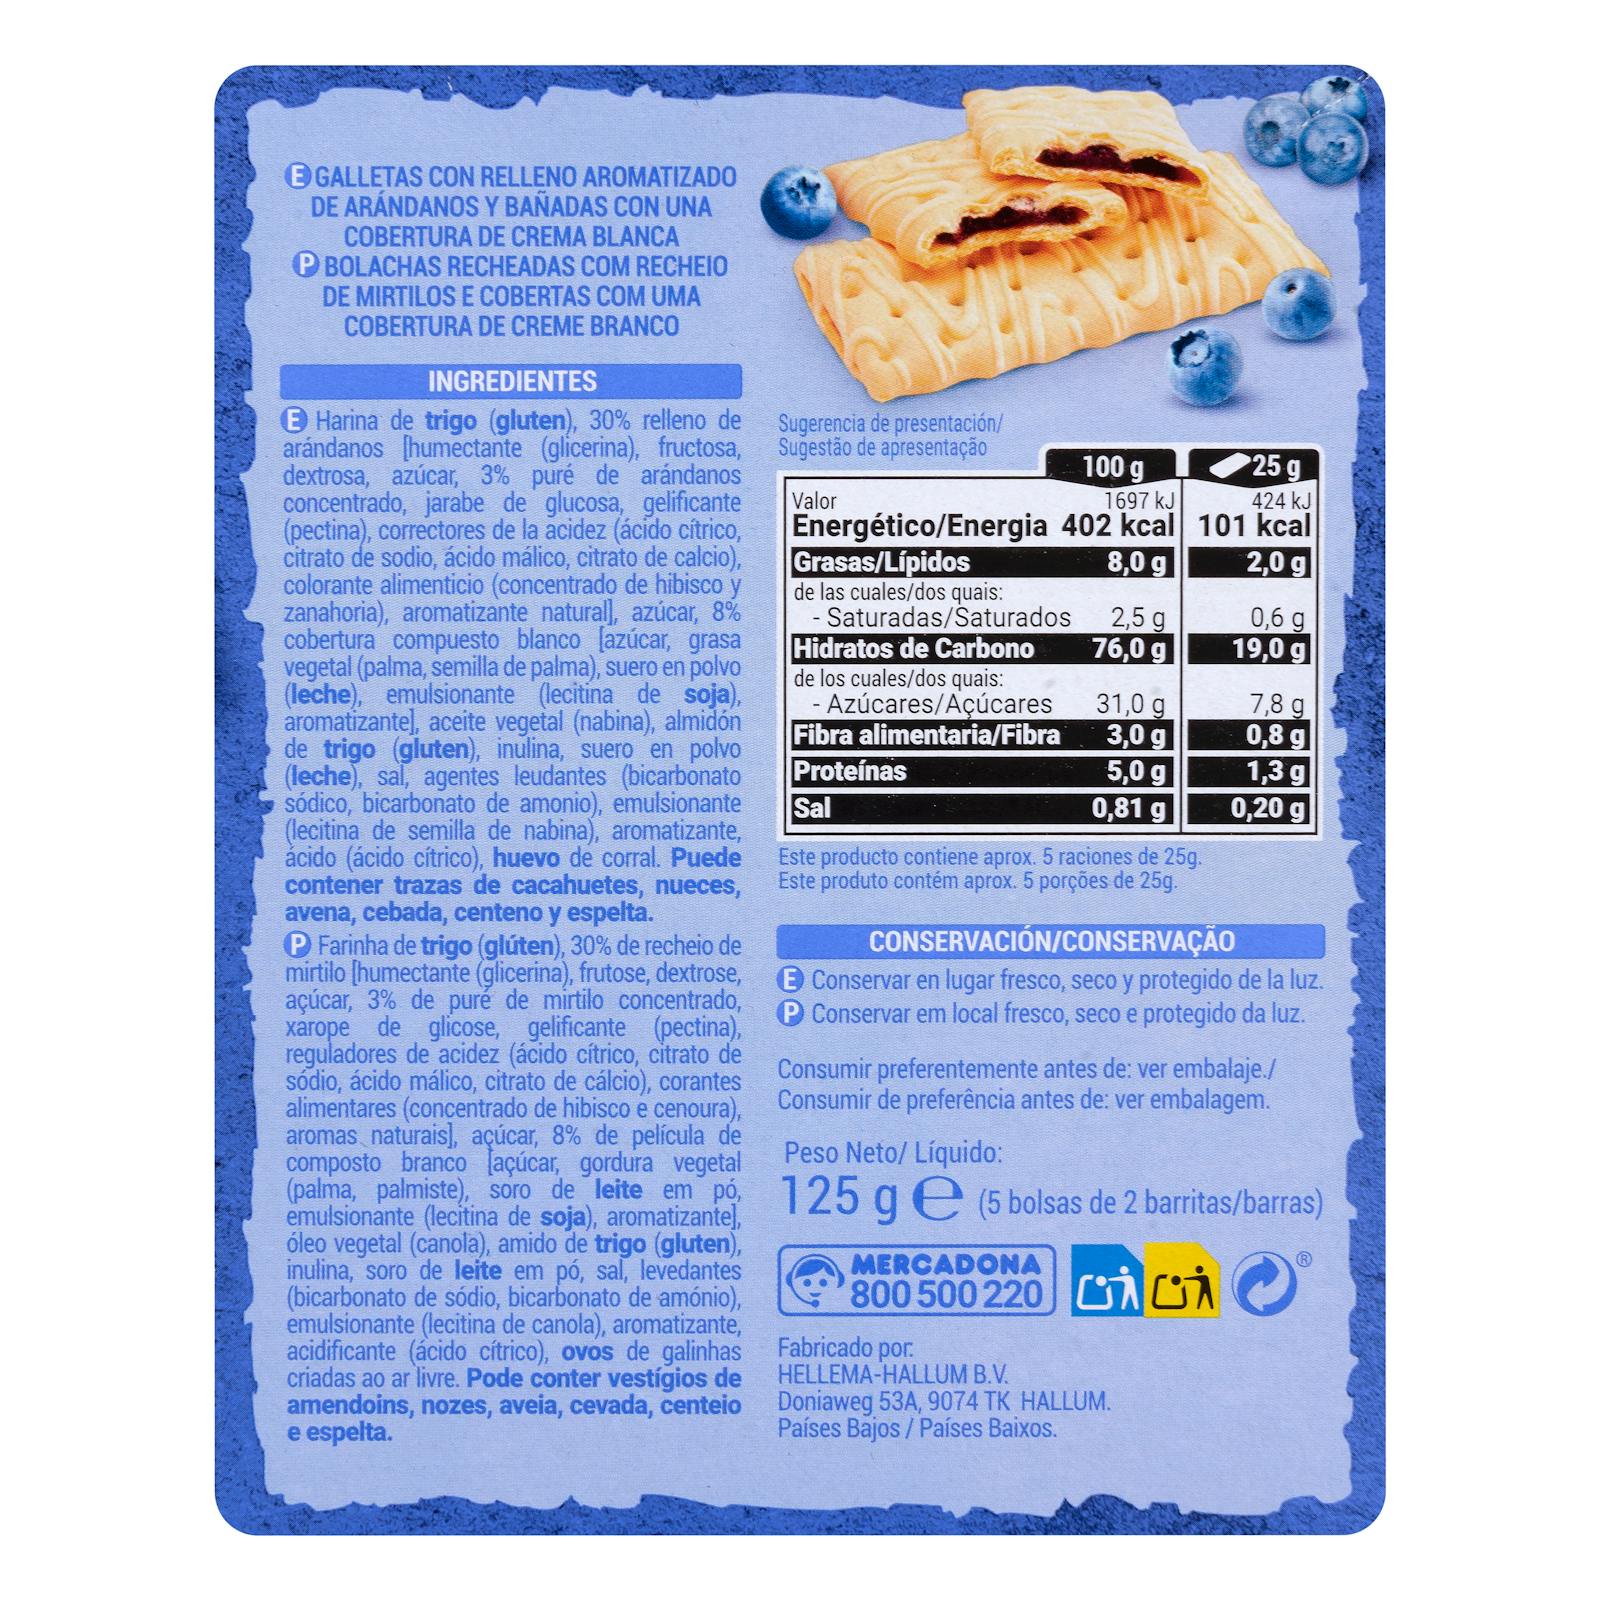 E GALLETAS CON RELLENO AROMATIZADO
DE ARÁNDANOS Y BAÑADAS CON UNA
COBERTURA DE CREMA BLANCA
P BOLACHAS RECHEADAS COM RECHEIO
DE MIRTILOS E COBERTAS COM UMA
COBERTURA DE CREME BRANCO
INGREDIENTES
E Harina de trigo (gluten), 30% relleno de
arándanos [humectante (glicerina), fructosa,
dextrosa, azúcar, 3% puré de arándanos
concentrado, jarabe de glucosa, gelificante
(pectina), correctores de la acidez (ácido cítrico,
citrato de sodio, ácido málico, citrato de calcio),
colorante alimenticio (concentrado de hibisco y
zanahoria), aromatizante natural], azúcar, 8%
cobertura compuesto blanco [azúcar, grasa
vegetal (palma, semilla de palma), suero en polvo
(leche), emulsionante (lecitina de soja),
aromatizante], aceite vegetal (nabina), almidón
de trigo (gluten), inulina, suero en polvo
(leche), sal, agentes leudantes (bicarbonato
sódico, bicarbonato de amonio), emulsionante
(lecitina de semilla de nabina), aromatizante,
ácido (ácido cítrico), huevo de corral. Puede
contener trazas de cacahuetes, nueces,
avena, cebada, centeno y espelta.
P Farinha de trigo (glúten), 30% de recheio de
mirtilo [humectante (glicerina), frutose, dextrose,
açúcar, 3% de puré de mirtilo concentrado,
xarope de glicose, gelificante (pectina),
reguladores de acidez (ácido cítrico, citrato de
sódio, ácido málico, citrato de cálcio), corantes
alimentares (concentrado de hibisco e cenoura),
aromas naturais], açúcar, 8% de película de
composto branco [açúcar, gordura vegetal
(palma, palmiste), soro de leite em pó,
emulsionante (lecitina de soja), aromatizante],
óleo vegetal (canola), amido de trigo (gluten),
inulina, soro de leite em pó, sal, levedantes
(bicarbonato de sódio, bicarbonato de amónio),
emulsionante (lecitina de canola), aromatizante,
acidificante (ácido cítrico), ovos de galinhas
criadas ao ar livre. Pode conter vestígios de
amendoins, nozes, aveia, cevada, centeio
e espelta.
Sugerencia de presentación/
Sugestão de apresentação
100 g 25 g
Valor 1697 kJ 424 kJ
Energético/Energia 402 kcal 101 kcal
Grasas/Lípidos 8,0 g 2,0 g
de las cuales/dos quais:
- Saturadas/Saturados 2,5 g 0,6 g
Hidratos de Carbono 76,0 g 19,0 g
de los cuales/dos quais:
- Azúcares/Açúcares 31,0 g 7,8 g
Fibra alimentaria/Fibra 3,0 g 0,8 g
Proteínas 5,0 g 1,3 g
Sal 0,81 g 0,20 g
Este producto contiene aprox. 5 raciones de 25g.
Este produto contém aprox. 5 porções de 25g.
CONSERVACIÓN/CONSERVAÇÃO
E Conservar en lugar fresco, seco y protegido de la luz.
P Conservar em local fresco, seco e protegido da luz.
Consumir preferentemente antes de: ver embalaje./
Consumir de preferência antes de: ver embalagem.
Peso Neto/ Líquido:
125 g ℮ (5 bolsas de 2 barritas/barras)
MERCADONA
800 500 220
®
Fabricado por:
HELLEMA-HALLUM B.V.
Doniaweg 53A, 9074 TK HALLUM.
Países Bajos / Países Baixos.